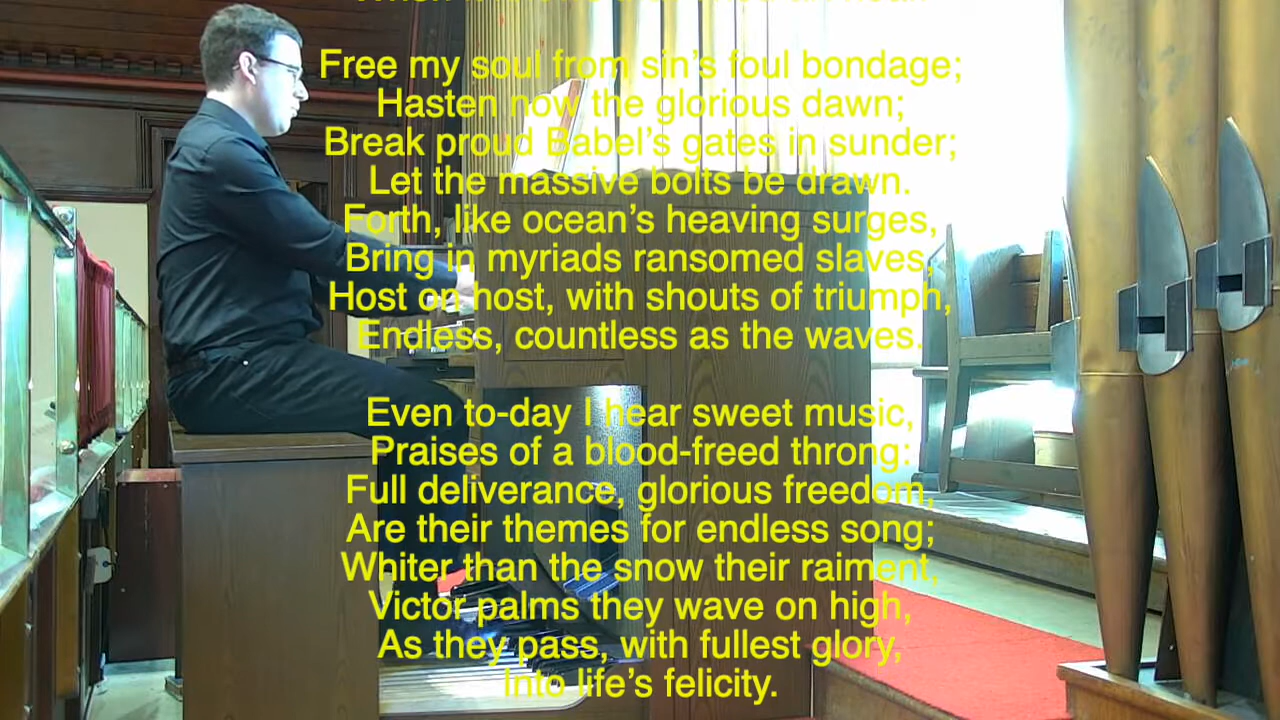 Free my soul from sin's foul bondage;
Hasten now the glorious dawn;
Break proud Babel's gates in sunder;
Let the massive bolts be drawn.
Forth, like ocean's heaving surges,
Bring in myriads ransomed slaves,
Host on host, with shouts of triumph,
Endless, countless as the waves.
Even to-day I hear sweet music,
Praises of a blood-freed throng:
Full deliverance, glorious freedom,
Are their themes for endless song;
Whiter than the snow their raiment,
Victor palms they wave on high,
As they pass, with fullest glory,
Into life's felicity.